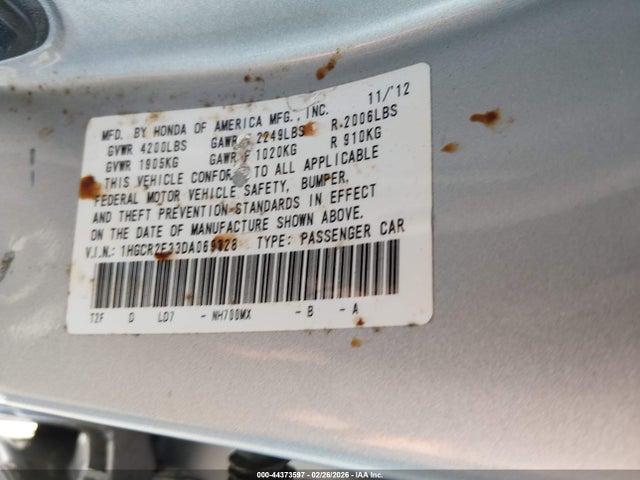 MFD. BY HONDA OF AMERICA MFG., INC. 11/'12
GVWR 4200LBS GAWR F 2249LBS R 2006LBS
GVWR 1905KG GAWR F 1020KG R 910KG
THIS VEHICLE CONFORMS TO ALL APPLICABLE
FEDERAL MOTOR VEHICLE SAFETY, BUMPER,
AND THEFT PREVENTION STANDARDS IN EFFECT
ON THE DATE OF MANUFACTURE SHOWN ABOVE.
V.I.N.: TYPE: PASSENGER CAR
T2F D LD7 - NH700MX - B - A
000-44373597 - 02/26/2026 - IAA Inc.